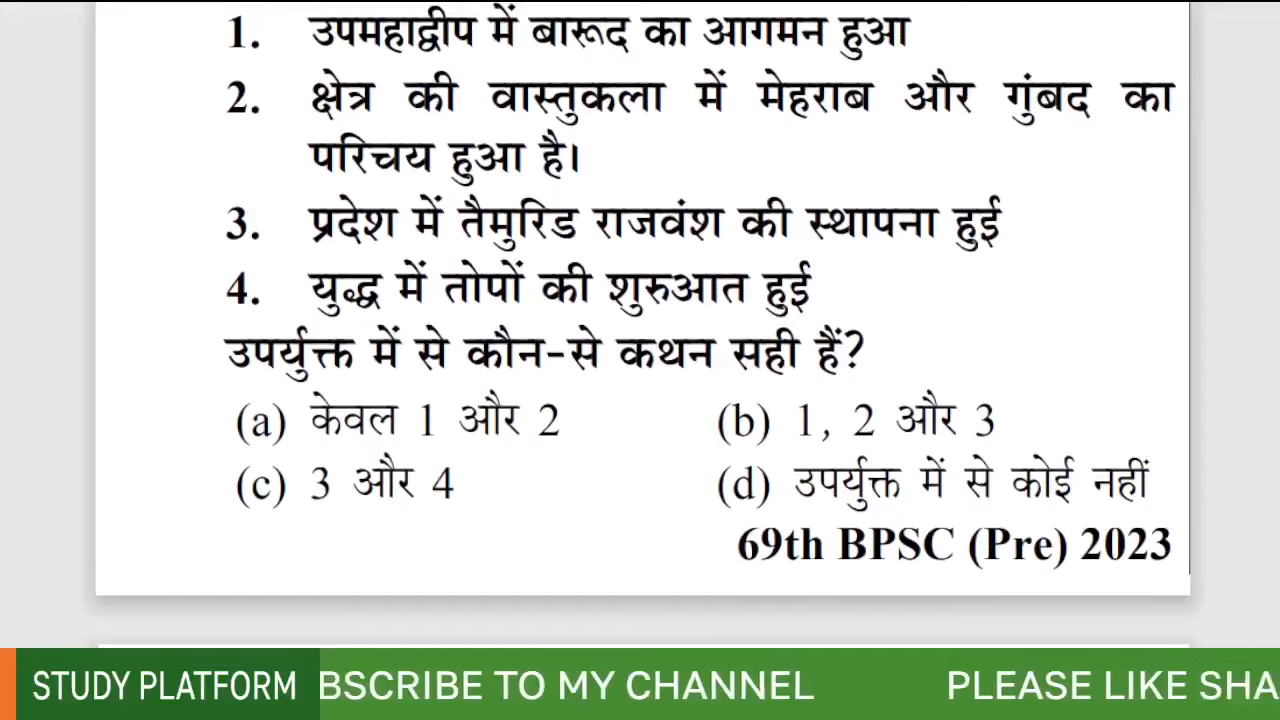 1. उपमहाद्वीप में बारूद का आगमन हुआ
2. क्षेत्र की वास्तुकला में मेहराब और गुंबद का
परिचय हुआ है।
3. प्रदेश में तैमुरिड राजवंश की स्थापना हुई
4. युद्ध में तोपों की शुरुआत हुई
उपर्युक्त में से कौन-से कथन सही हैं?
(a) केवल 1 और 2 (b) 1, 2 और 3
(c) 3 और 4 (d) उपर्युक्त में से कोई नहीं
69th BPSC (Pre) 2023
STUDY PLATFORM BSCRIBE TO MY CHANNEL PLEASE LIKE SHA